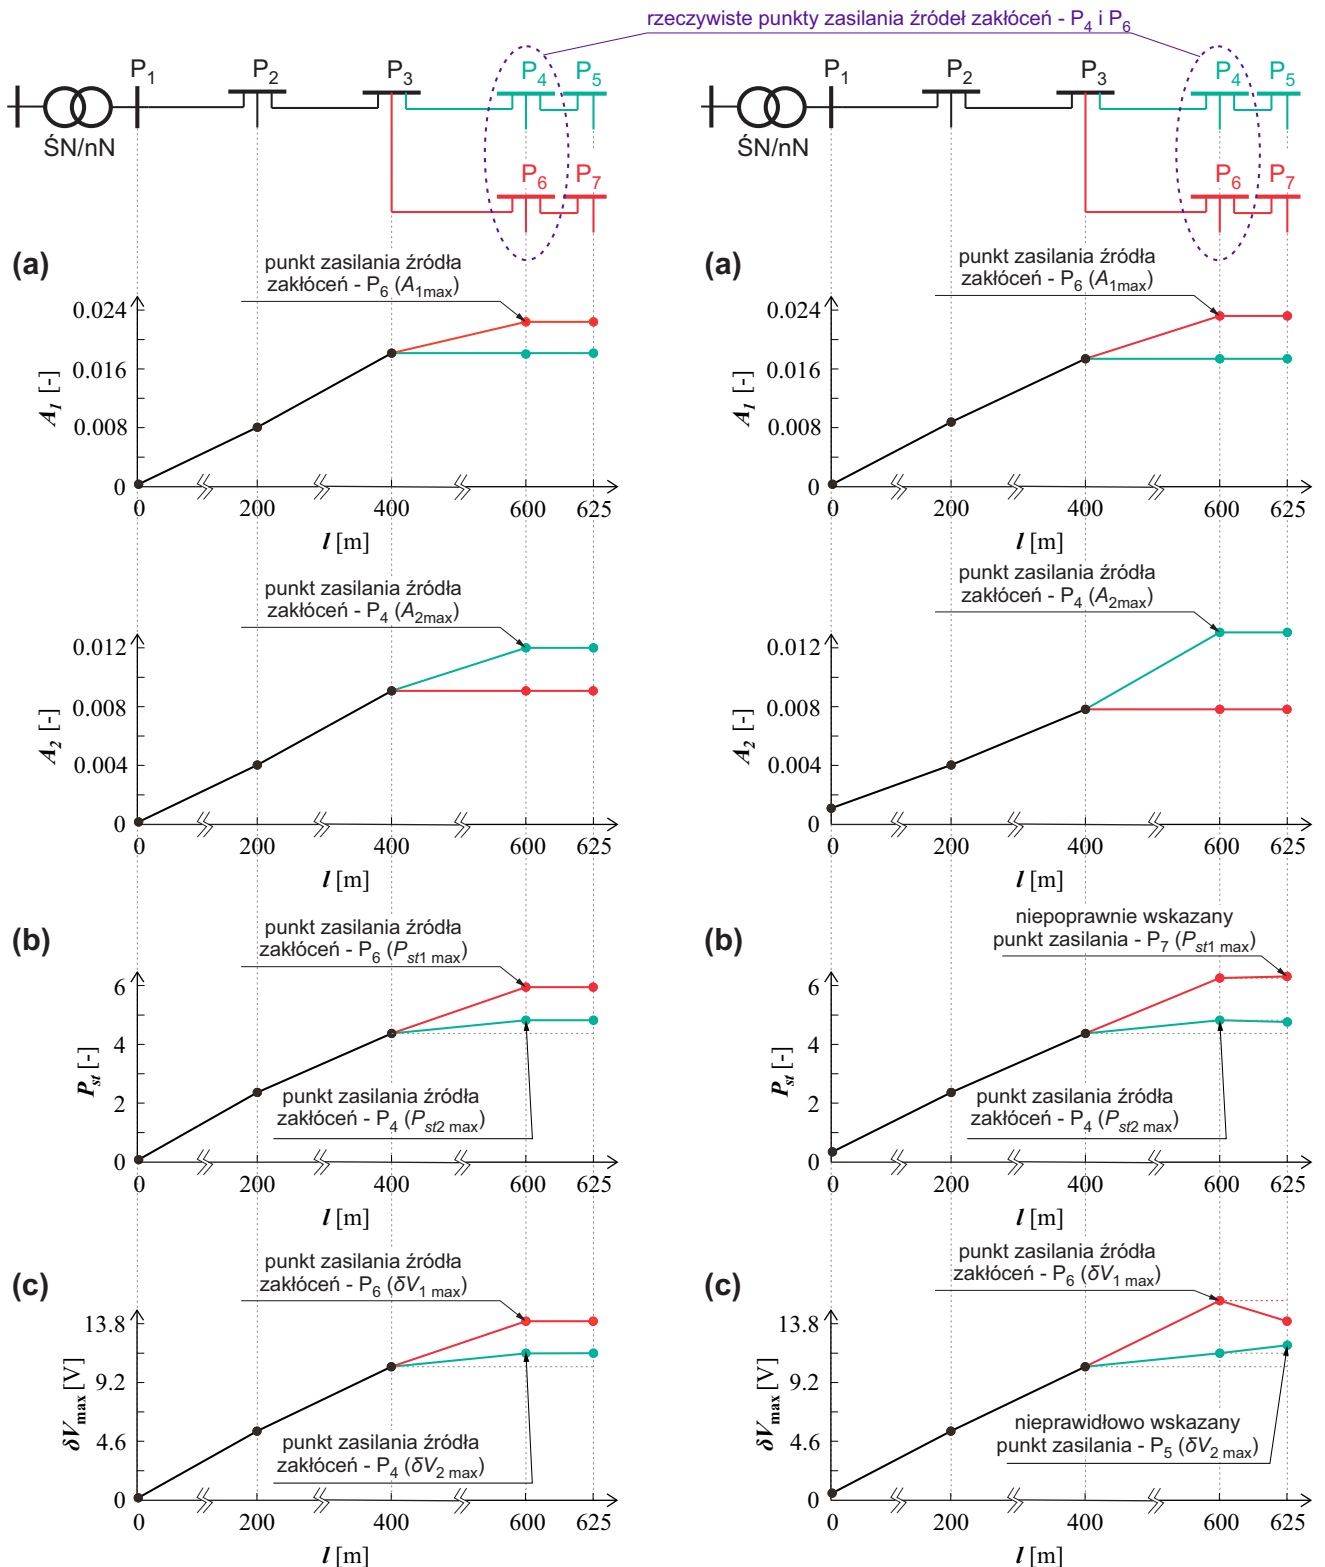 rzeczywiste punkty zasilania źródeł zakłóceń - P4 i P6
P1 P2 P3 P4 P5
ŚN/nN
P6 P7
P1 P2 P3 P4 P5
ŚN/nN
P6 P7
(a)
punkt zasilania źródła
zakłóceń - P6 (A1max)
A1 [-]
0.024
0.016
0.008
0
0 200 400 600 625
l [m]
(a)
punkt zasilania źródła
zakłóceń - P6 (A1max)
A1 [-]
0.024
0.016
0.008
0
0 200 400 600 625
l [m]
punkt zasilania źródła
zakłóceń - P4 (A2max)
A2 [-]
0.012
0.008
0.004
0
0 200 400 600 625
l [m]
punkt zasilania źródła
zakłóceń - P4 (A2max)
A2 [-]
0.012
0.008
0.004
0
0 200 400 600 625
l [m]
(b)
punkt zasilania źródła
zakłóceń - P6 (Pst1 max)
Pst [-]
6
4
2
0
punkt zasilania źródła
zakłóceń - P4 (Pst2 max)
0 200 400 600 625
l [m]
(b)
niepoprawnie wskazany
punkt zasilania - P7 (Pst1 max)
Pst [-]
6
4
2
0
punkt zasilania źródła
zakłóceń - P4 (Pst2 max)
0 200 400 600 625
l [m]
(c)
punkt zasilania źródła
zakłóceń - P6 (δV1 max)
δVmax [V]
13.8
9.2
4.6
0
punkt zasilania źródła
zakłóceń - P4 (δV2 max)
0 200 400 600 625
l [m]
(c)
punkt zasilania źródła
zakłóceń - P6 (δV1 max)
δVmax [V]
13.8
9.2
4.6
0
nieprawidłowo wskazany
punkt zasilania - P5 (δV2 max)
0 200 400 600 625
l [m]